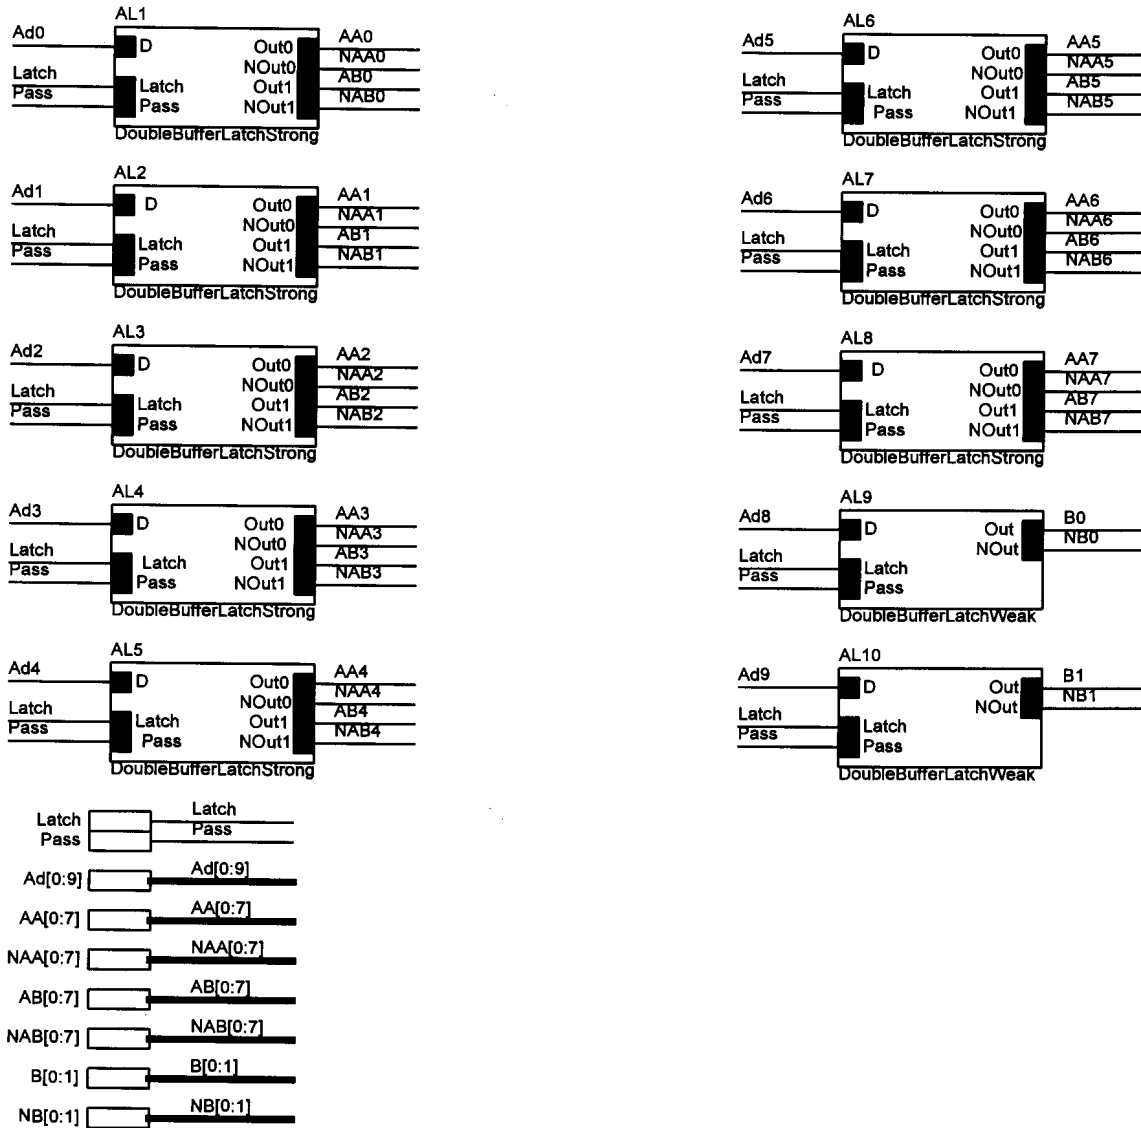 AL1
Ad0
D
Latch
Pass
Latch
Pass
Out0
NOut0
Out1
NOut1
AA0
NAA0
AB0
NAB0
DoubleBufferLatchStrong
AL2
Ad1
D
Latch
Pass
Latch
Pass
Out0
NOut0
Out1
NOut1
AA1
NAA1
AB1
NAB1
DoubleBufferLatchStrong
AL3
Ad2
D
Latch
Pass
Latch
Pass
Out0
NOut0
Out1
NOut1
AA2
NAA2
AB2
NAB2
DoubleBufferLatchStrong
AL4
Ad3
D
Latch
Pass
Latch
Pass
Out0
NOut0
Out1
NOut1
AA3
NAA3
AB3
NAB3
DoubleBufferLatchStrong
AL5
Ad4
D
Latch
Pass
Latch
Pass
Out0
NOut0
Out1
NOut1
AA4
NAA4
AB4
NAB4
DoubleBufferLatchStrong
Latch
Latch
Pass
Pass
Ad[0:9]
Ad[0:9]
AA[0:7]
AA[0:7]
NAA[0:7]
NAA[0:7]
AB[0:7]
AB[0:7]
NAB[0:7]
NAB[0:7]
B[0:1]
B[0:1]
NB[0:1]
NB[0:1]
AL6
Ad5
D
Latch
Pass
Latch
Pass
Out0
NOut0
Out1
NOut1
AA5
NAA5
AB5
NAB5
DoubleBufferLatchStrong
AL7
Ad6
D
Latch
Pass
Latch
Pass
Out0
NOut0
Out1
NOut1
AA6
NAA6
AB6
NAB6
DoubleBufferLatchStrong
AL8
Ad7
D
Latch
Pass
Latch
Pass
Out0
NOut0
Out1
NOut1
AA7
NAA7
AB7
NAB7
DoubleBufferLatchStrong
AL9
Ad8
D
Latch
Pass
Latch
Pass
Out
NOut
B0
NB0
DoubleBufferLatchWeak
AL10
Ad9
D
Latch
Pass
Latch
Pass
Out
NOut
B1
NB1
DoubleBufferLatchWeak